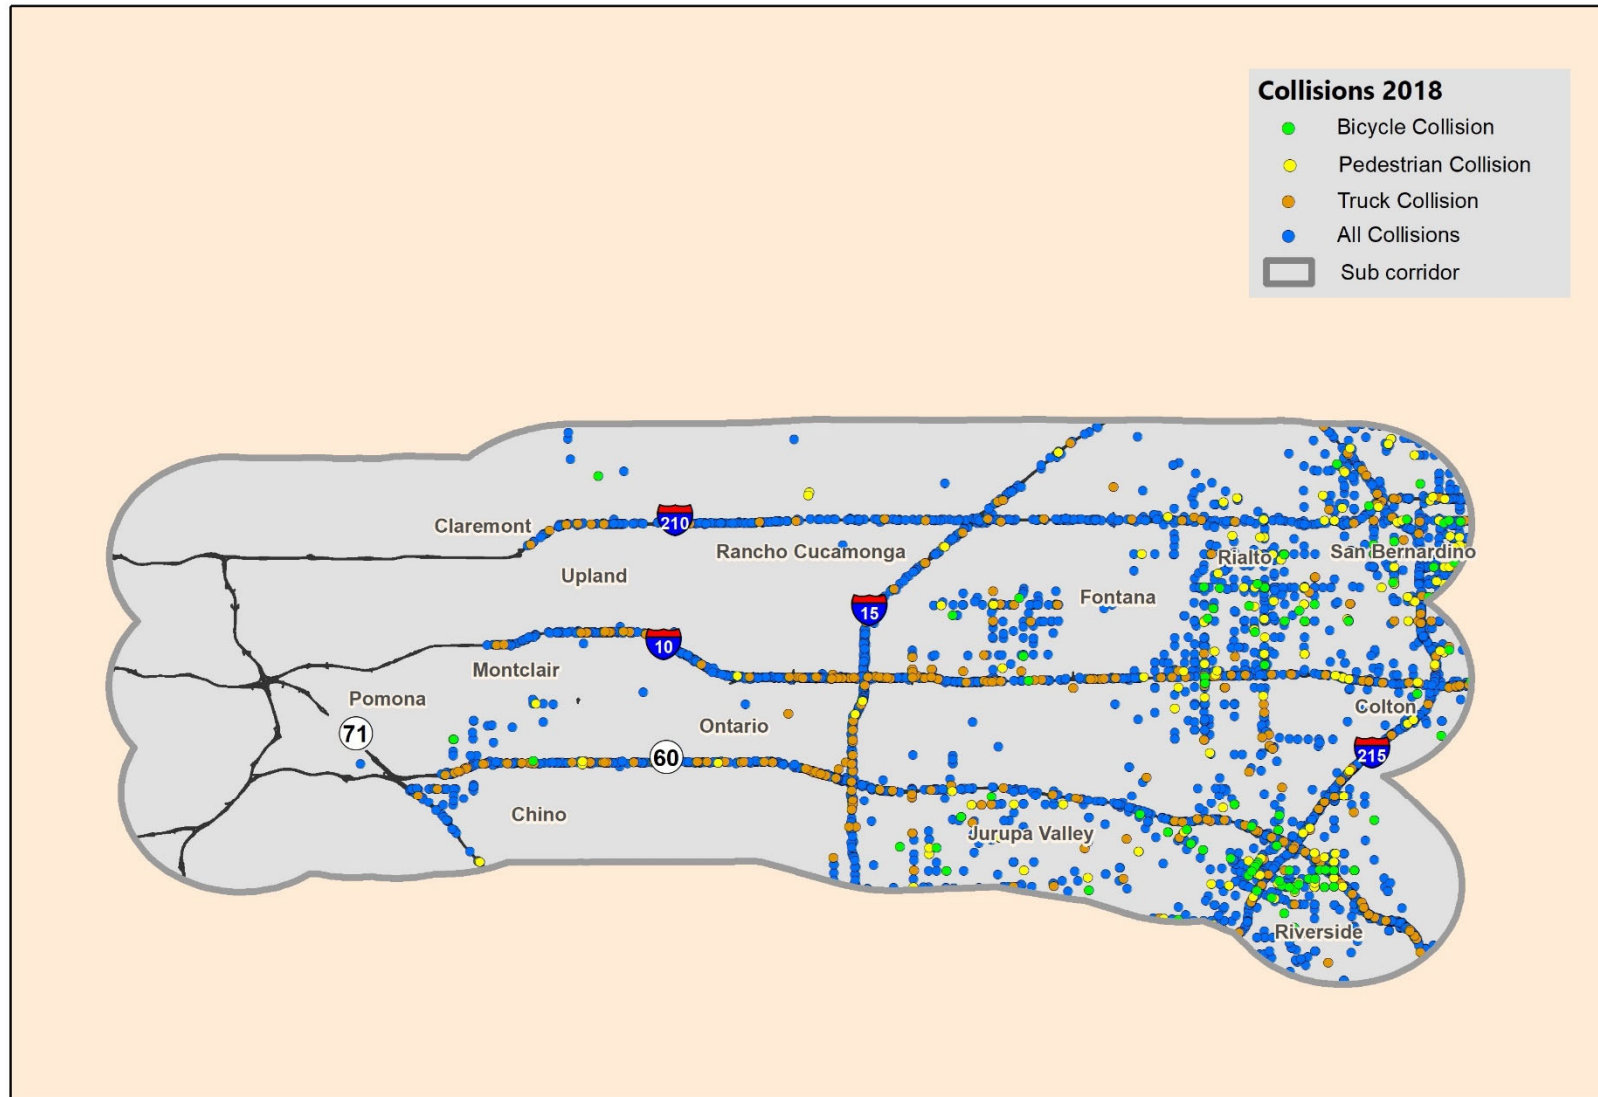 Collisions 2018
Bicycle Collision
Pedestrian Collision
Truck Collision
All Collisions
Sub corridor
Claremont
210
Rancho Cucamonga
Rialto
San Bernardino
Upland
Fontana
15
10
Montclair
Pomona
Ontario
Colton
71
60
215
Chino
Jurupa Valley
Riverside